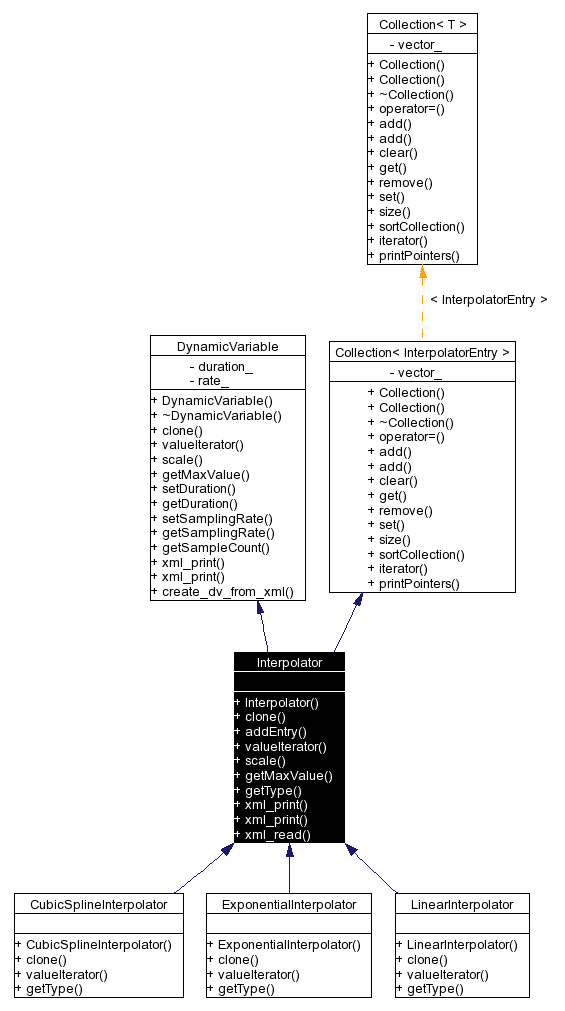 Collection< T >
- vector_
+ Collection()
+ Collection()
+ ~Collection()
+ operator=()
+ add()
+ add()
+ clear()
+ get()
+ remove()
+ set()
+ size()
+ sortCollection()
+ iterator()
+ printPointers()
< InterpolatorEntry >
DynamicVariable
- duration_
- rate_
+ DynamicVariable()
+ ~DynamicVariable()
+ clone()
+ valueIterator()
+ scale()
+ getMaxValue()
+ setDuration()
+ getDuration()
+ setSamplingRate()
+ getSamplingRate()
+ getSampleCount()
+ xml_print()
+ xml_print()
+ create_dv_from_xml()
Collection< InterpolatorEntry >
- vector_
+ Collection()
+ Collection()
+ ~Collection()
+ operator=()
+ add()
+ add()
+ clear()
+ get()
+ remove()
+ set()
+ size()
+ sortCollection()
+ iterator()
+ printPointers()
Interpolator
+ Interpolator()
+ clone()
+ addEntry()
+ valueIterator()
+ scale()
+ getMaxValue()
+ getType()
+ xml_print()
+ xml_print()
+ xml_read()
CubicSplineInterpolator
+ CubicSplineInterpolator()
+ clone()
+ valueIterator()
+ getType()
ExponentialInterpolator
+ ExponentialInterpolator()
+ clone()
+ valueIterator()
+ getType()
LinearInterpolator
+ LinearInterpolator()
+ clone()
+ valueIterator()
+ getType()